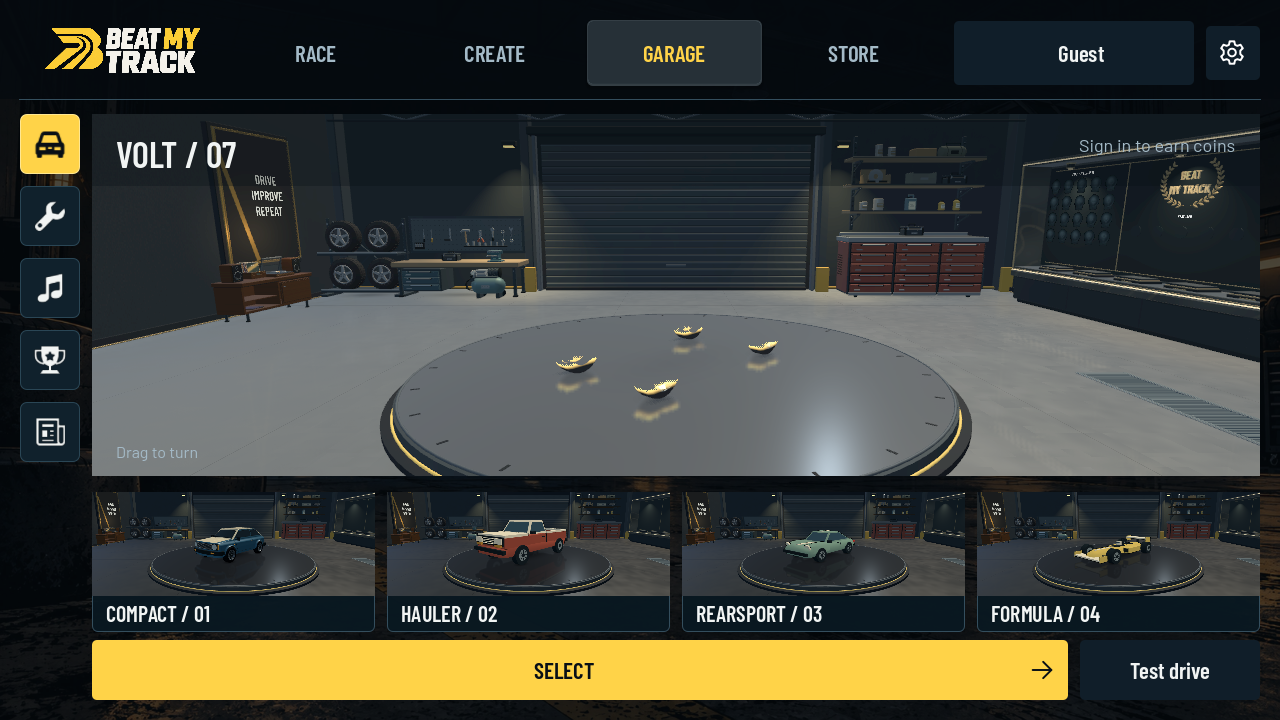 BEAT MY
TRACK
RACE
CREATE
GARAGE
STORE
Guest
VOLT / 07
Sign in to earn coins
DRIVE
IMPROVE
REPEAT
BEAT
MY TRACK
Drag to turn
COMPACT / 01
HAULER / 02
REARSPORT / 03
FORMULA / 04
SELECT
Test drive